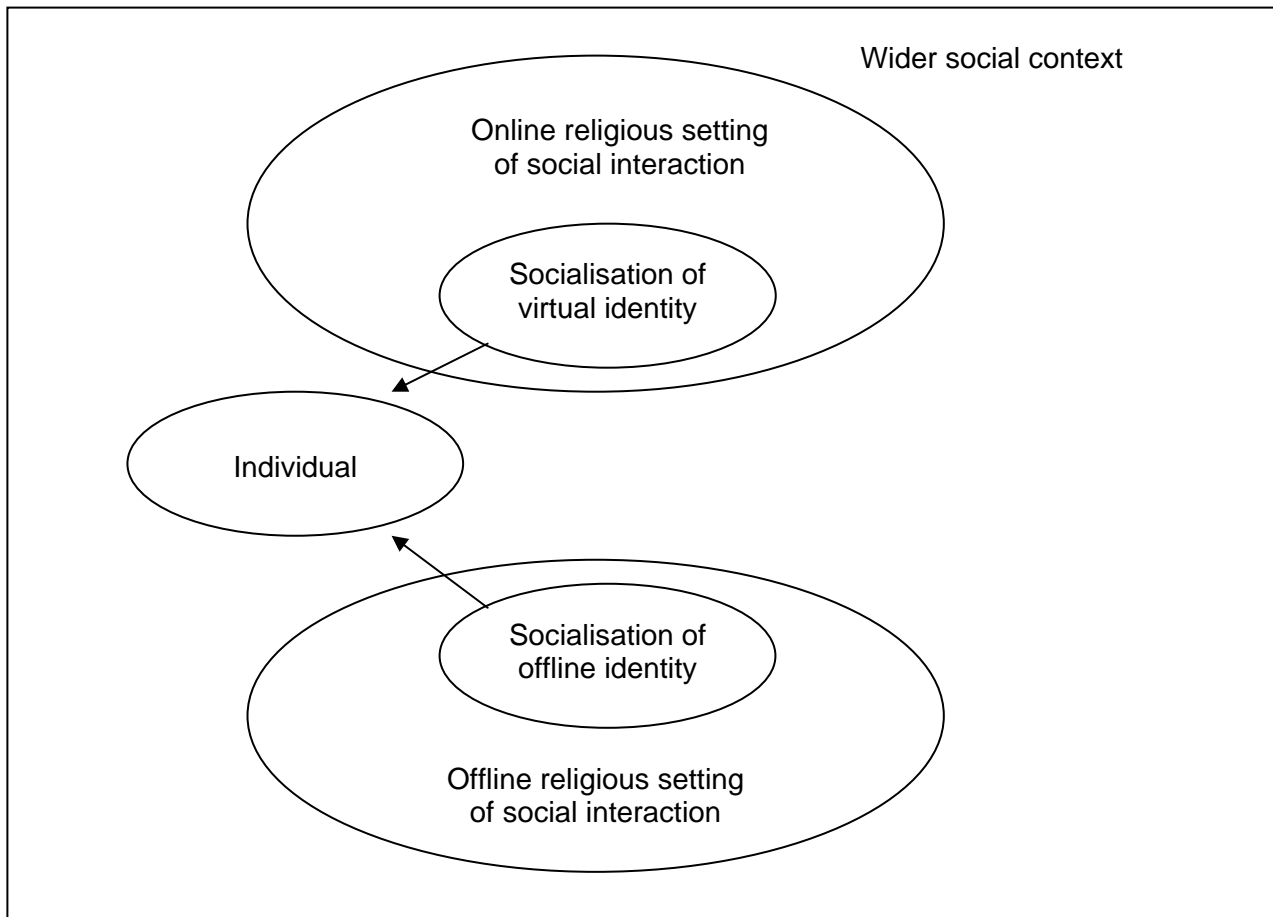 Wider social context
Online religious setting
of social interaction
Socialisation of
virtual identity
Individual
Socialisation of
offline identity
Offline religious setting
of social interaction